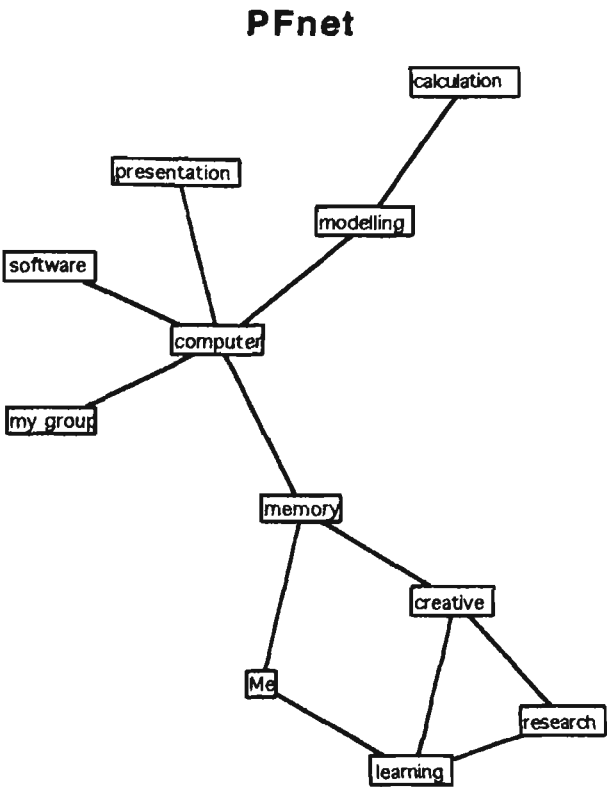 PFnet
calculation
presentation
modelling
software
computer
my group
memory
creative
Me
research
learning